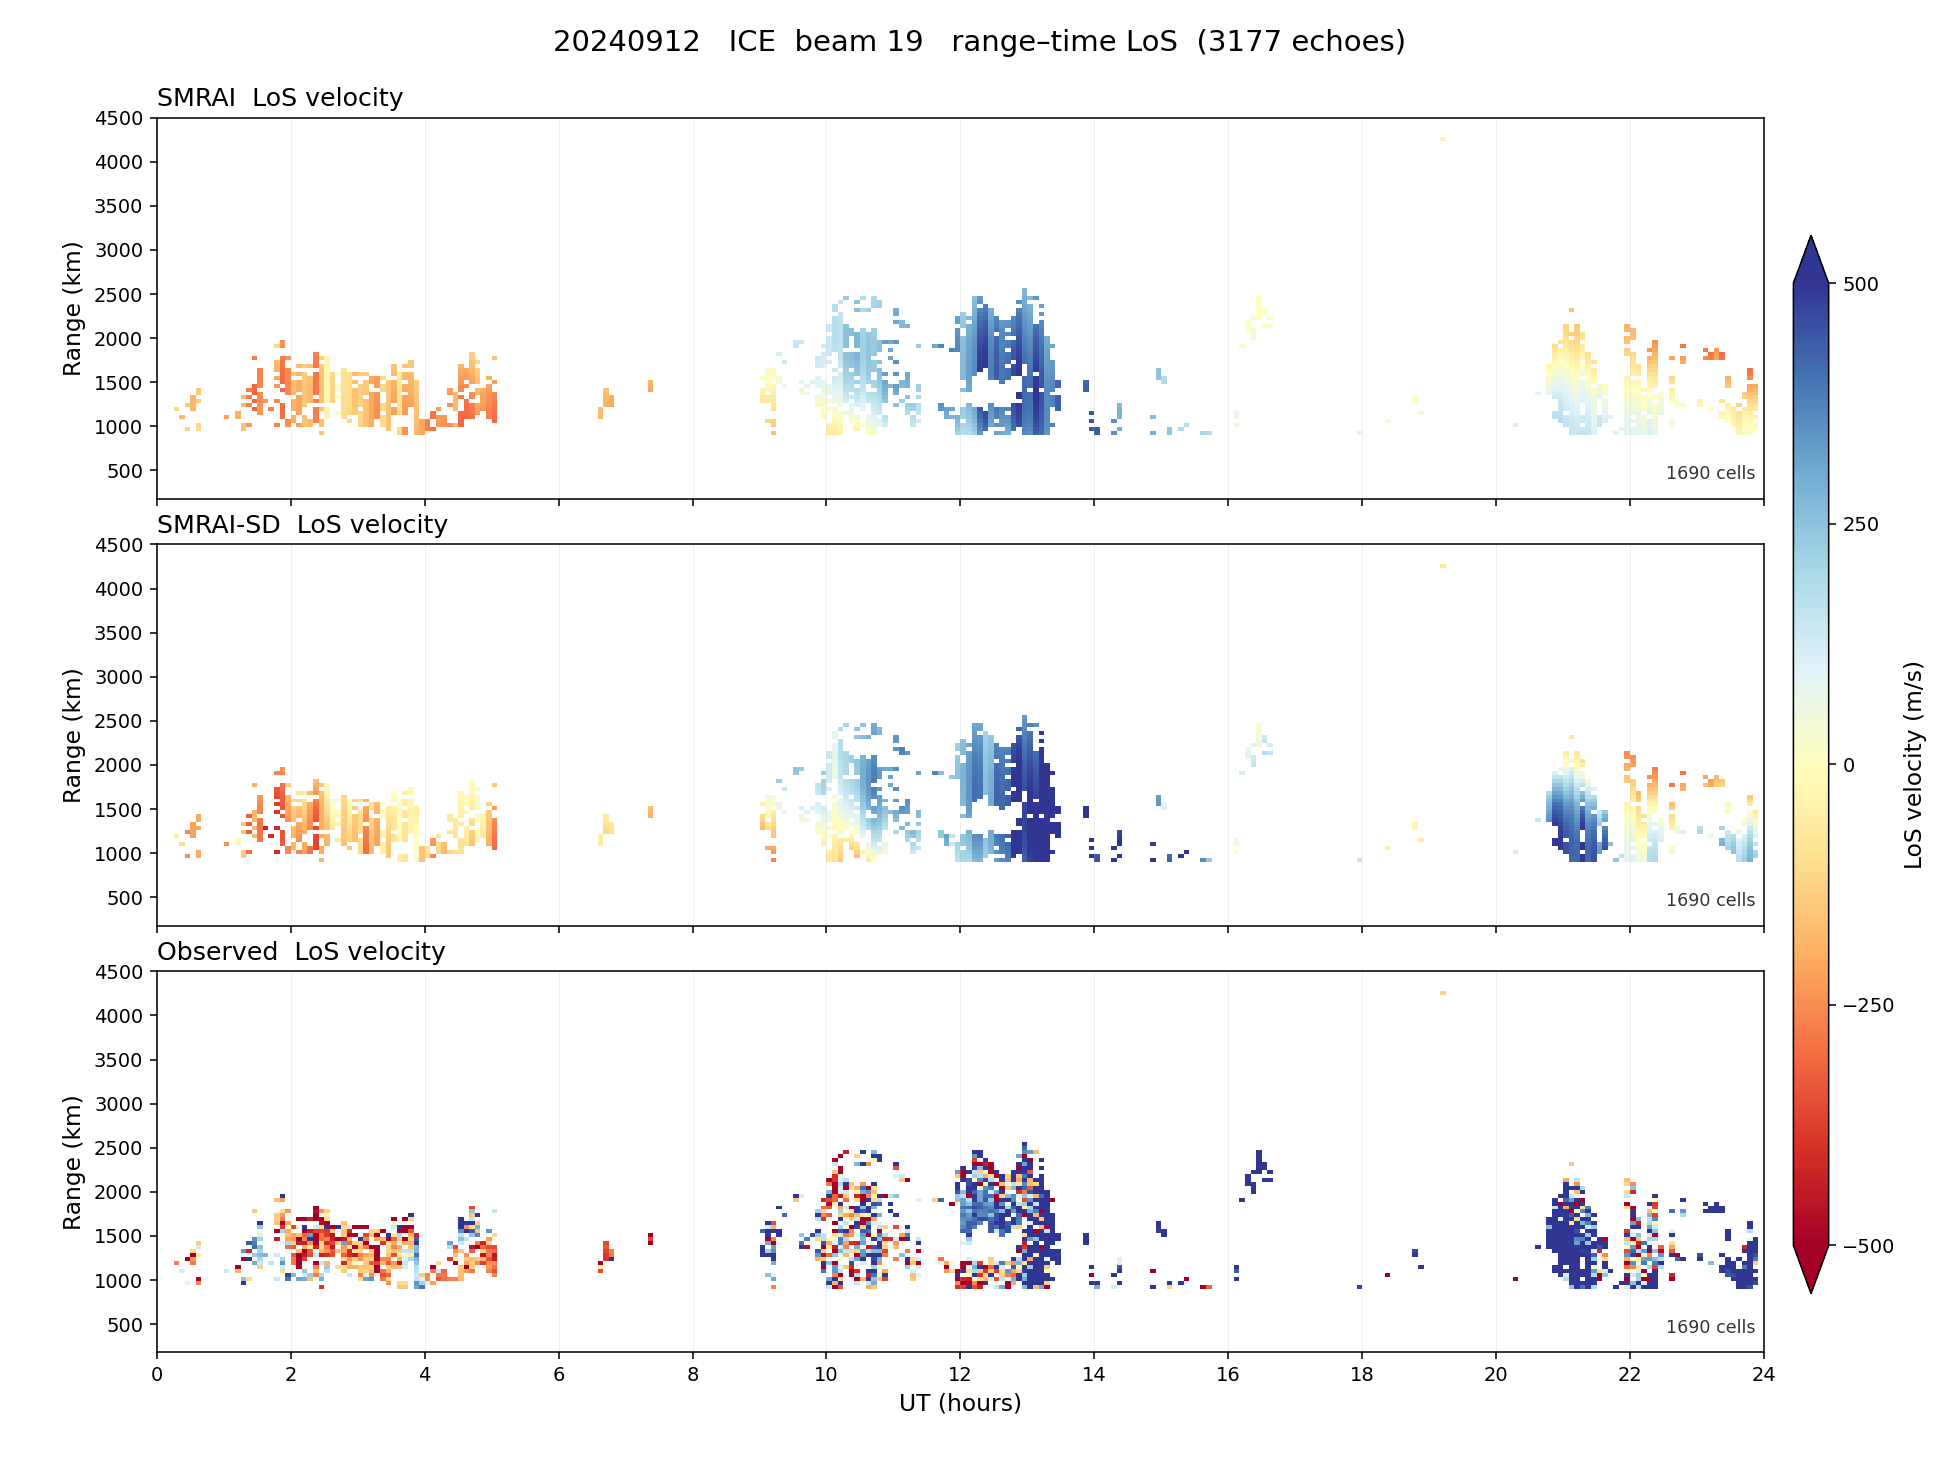 20240912   ICE  beam 19   range–time LoS  (3177 echoes)
SMRAI  LoS velocity
4500
4000
3500
3000
2500
2000
1500
1000
500
Range (km)
1690 cells
SMRAI-SD  LoS velocity
4500
4000
3500
3000
2500
2000
1500
1000
500
Range (km)
1690 cells
Observed  LoS velocity
4500
4000
3500
3000
2500
2000
1500
1000
500
Range (km)
1690 cells
0 2 4 6 8 10 12 14 16 18 20 22 24
UT (hours)
500
250
0
−250
−500
LoS velocity (m/s)